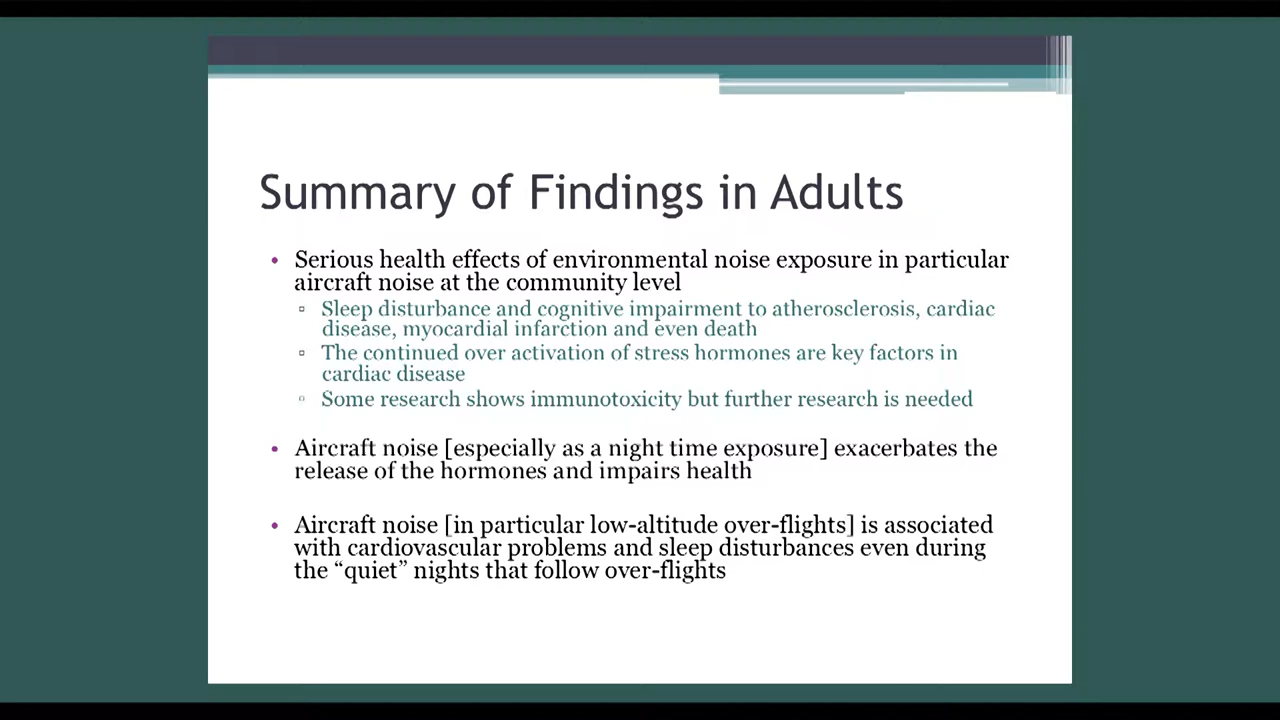 Summary of Findings in Adults
• Serious health effects of environmental noise exposure in particular
aircraft noise at the community level
▫ Sleep disturbance and cognitive impairment to atherosclerosis, cardiac
disease, myocardial infarction and even death
▫ The continued over activation of stress hormones are key factors in
cardiac disease
▫ Some research shows immunotoxicity but further research is needed
• Aircraft noise [especially as a night time exposure] exacerbates the
release of the hormones and impairs health
• Aircraft noise [in particular low-altitude over-flights] is associated
with cardiovascular problems and sleep disturbances even during
the “quiet” nights that follow over-flights